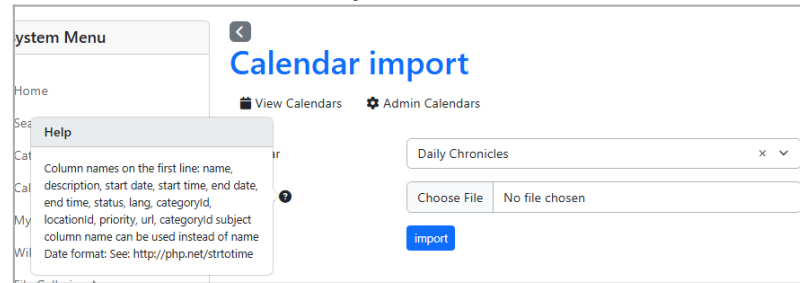 ystem Menu
Calendar import
Home
View Calendars Admin Calendars
Help
Daily Chronicles
Column names on the first line: name,
description, start date, start time, end date,
end time, status, lang, categoryId,
locationId, priority, url, categoryId subject
column name can be used instead of name
Date format: See: http://php.net/strtotime
Choose File No file chosen
import